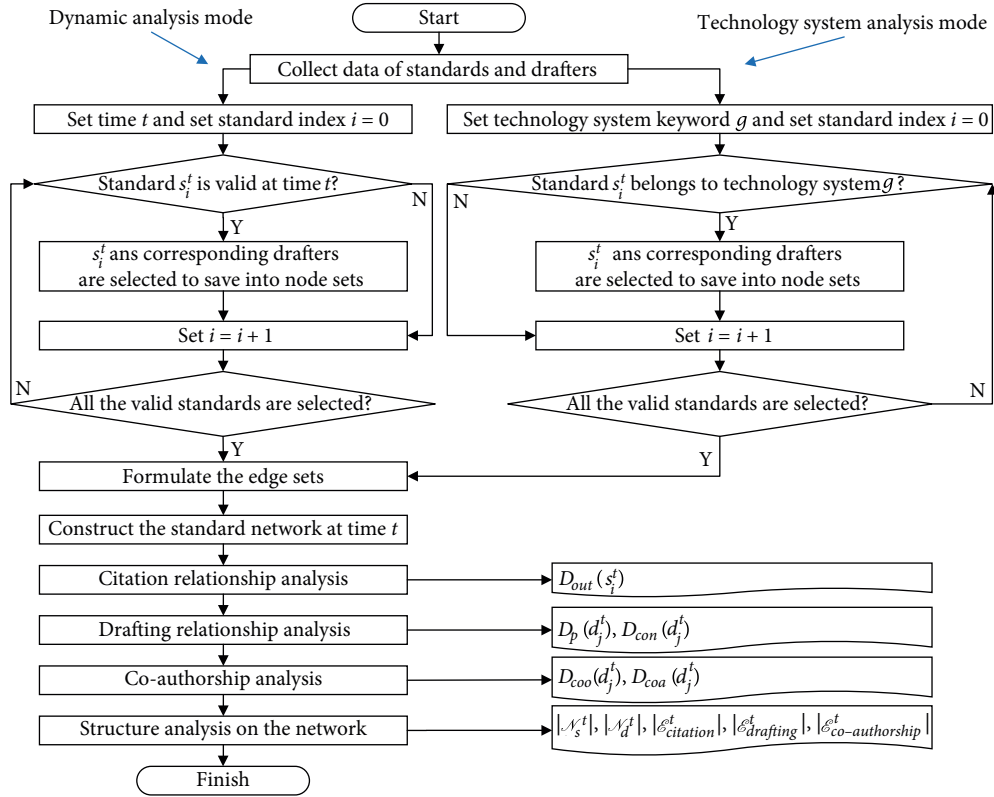 Dynamic analysis mode
Start
Technology system analysis mode
Collect data of standards and drafters
Set time t and set standard index i = 0
Set technology system keyword g and set standard index i = 0
Standard s_i^t is valid at time t?
Standard s_i^t belongs to technology system g?
N
N
Y
Y
s_i^t ans corresponding drafters
are selected to save into node sets
s_i^t ans corresponding drafters
are selected to save into node sets
Set i = i + 1
Set i = i + 1
N
All the valid standards are selected?
All the valid standards are selected?
N
Y
Y
Formulate the edge sets
Construct the standard network at time t
Citation relationship analysis
D_out (s_i^t)
Drafting relationship analysis
D_p (d_j^t), D_con (d_j^t)
Co-authorship analysis
D_coo(d_j^t), D_coa (d_j^t)
Structure analysis on the network
|𝒩_s^t|, |𝒩_d^t|, |ℰ_citation^t|, |ℰ_drafting^t|, |ℰ_co–authorship^t|
Finish